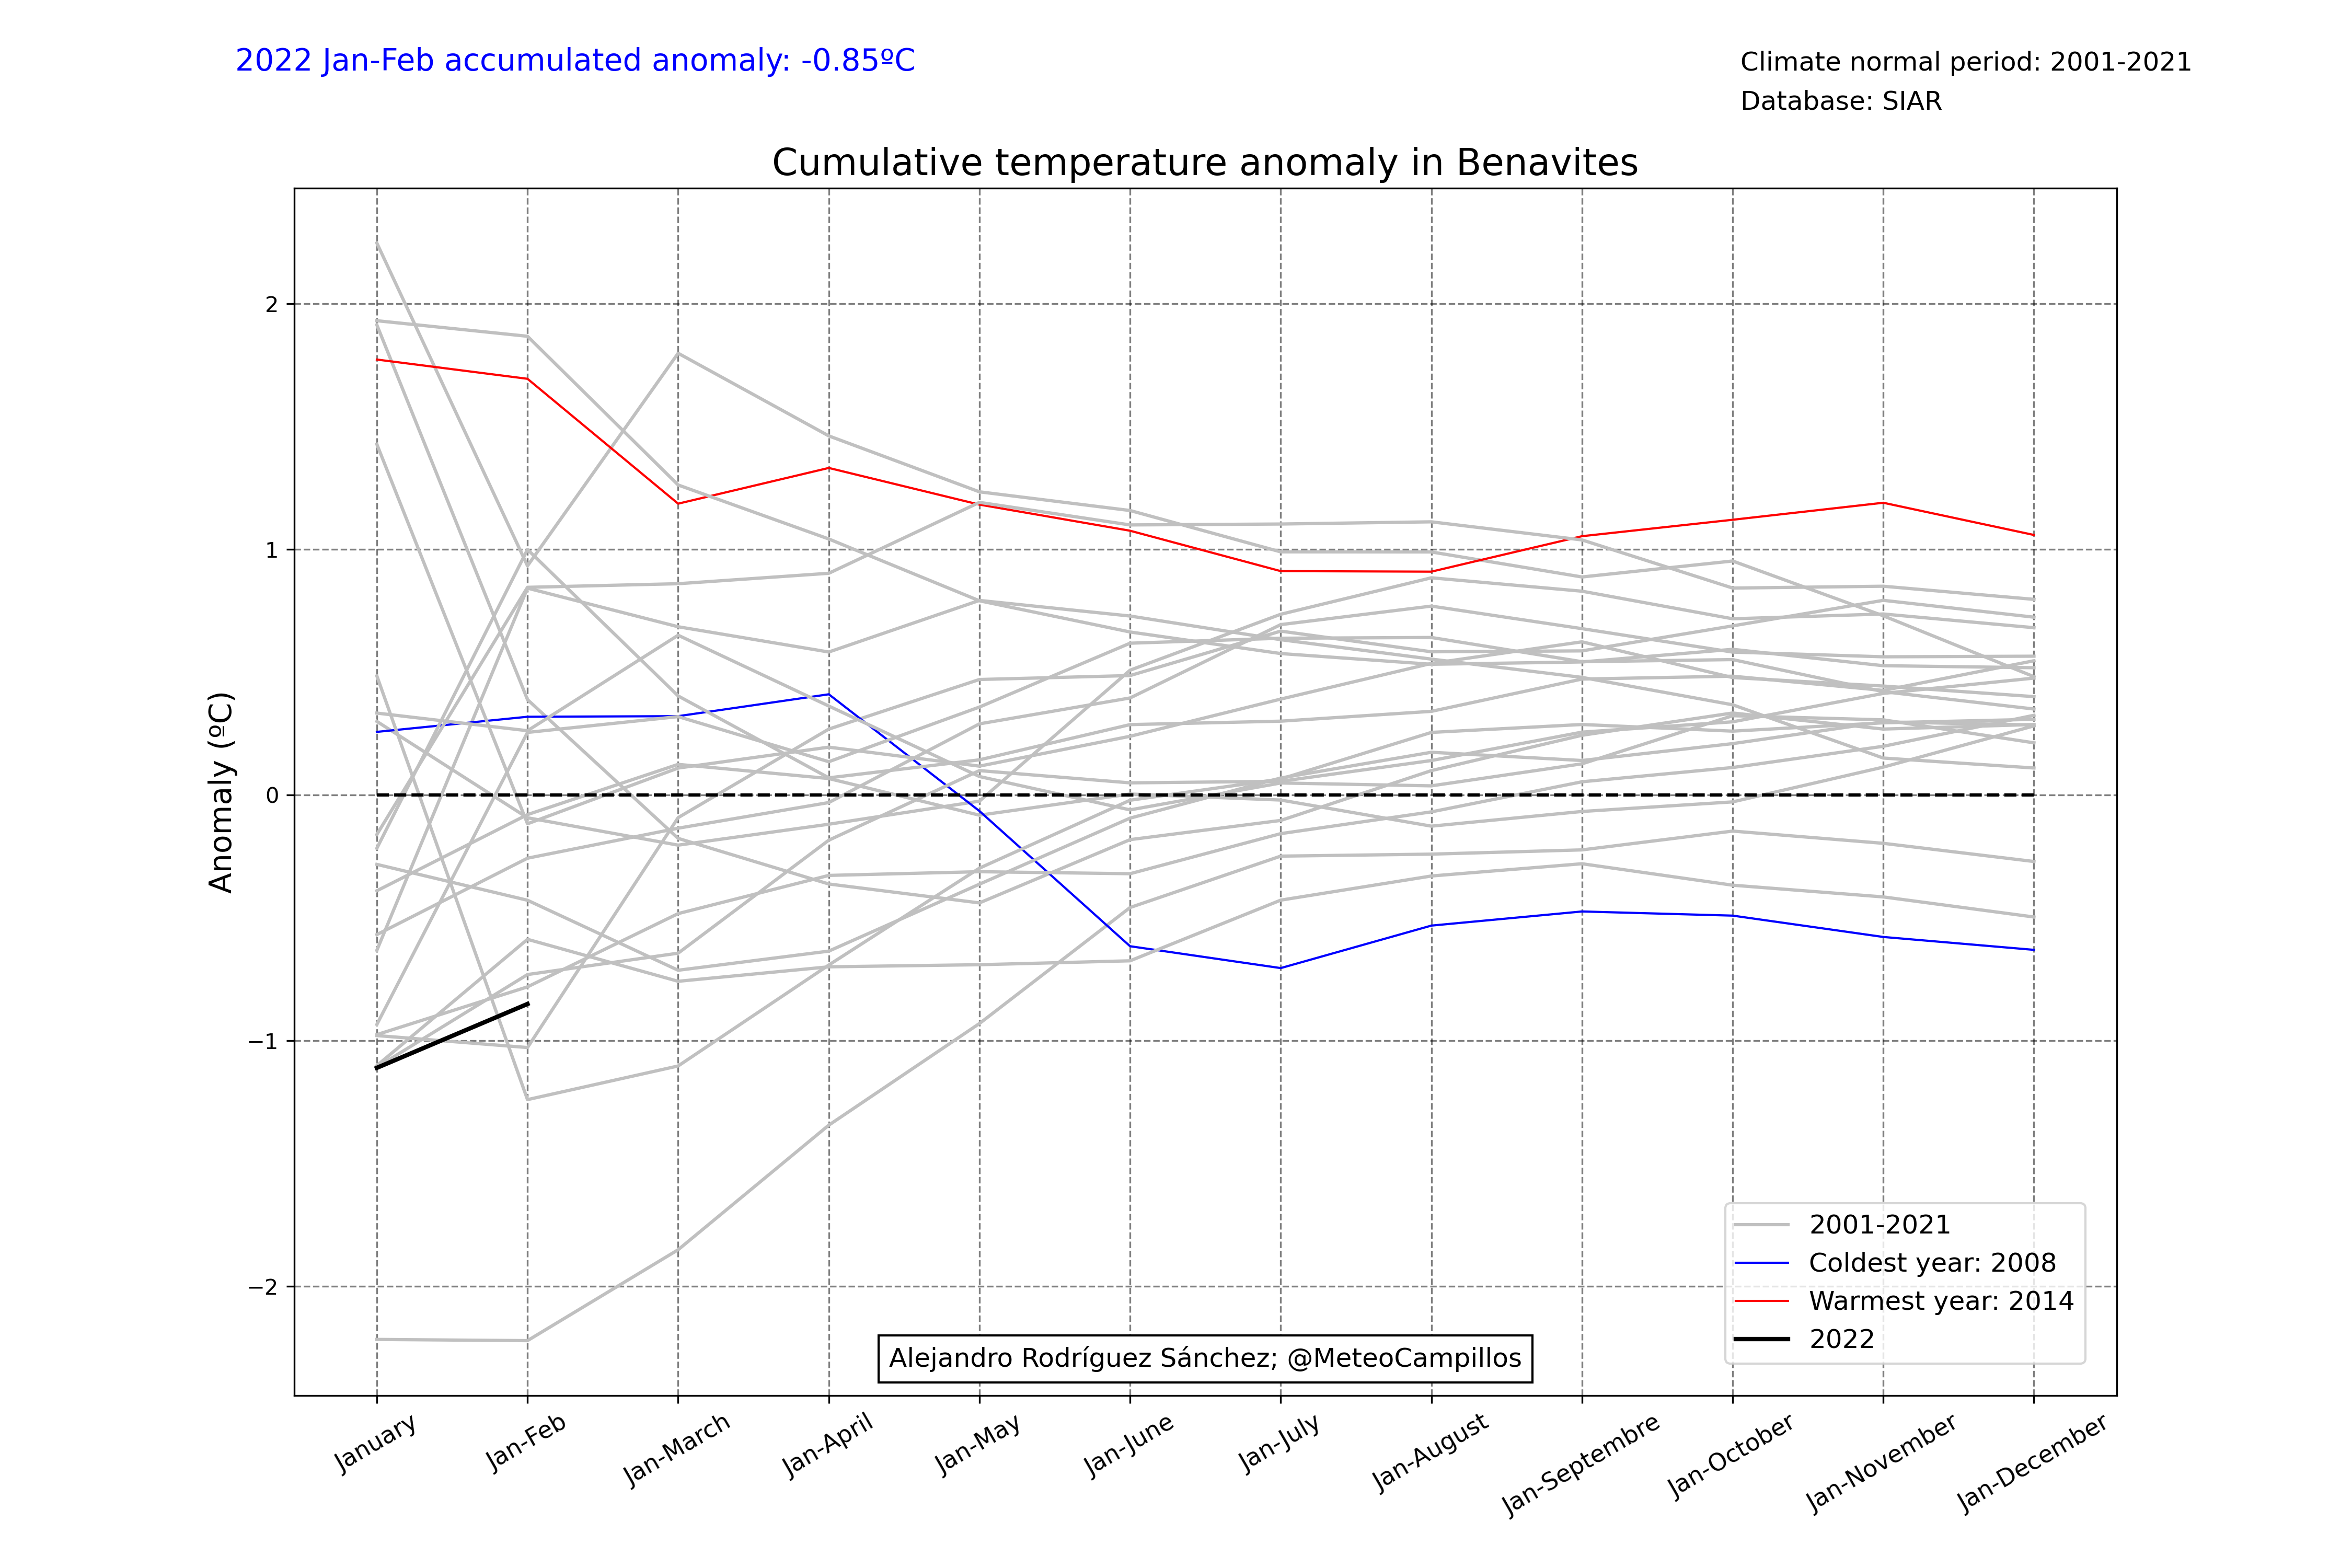 2022 Jan-Feb accumulated anomaly: -0.85ºC
Climate normal period: 2001-2021
Database: SIAR
Cumulative temperature anomaly in Benavites
Anomaly (ºC)
2
1
0
−1
−2
2001-2021
Coldest year: 2008
Warmest year: 2014
2022
Alejandro Rodríguez Sánchez; @MeteoCampillos
January
Jan-Feb
Jan-March
Jan-April
Jan-May
Jan-June
Jan-July
Jan-August
Jan-Septembre
Jan-October
Jan-November
Jan-December